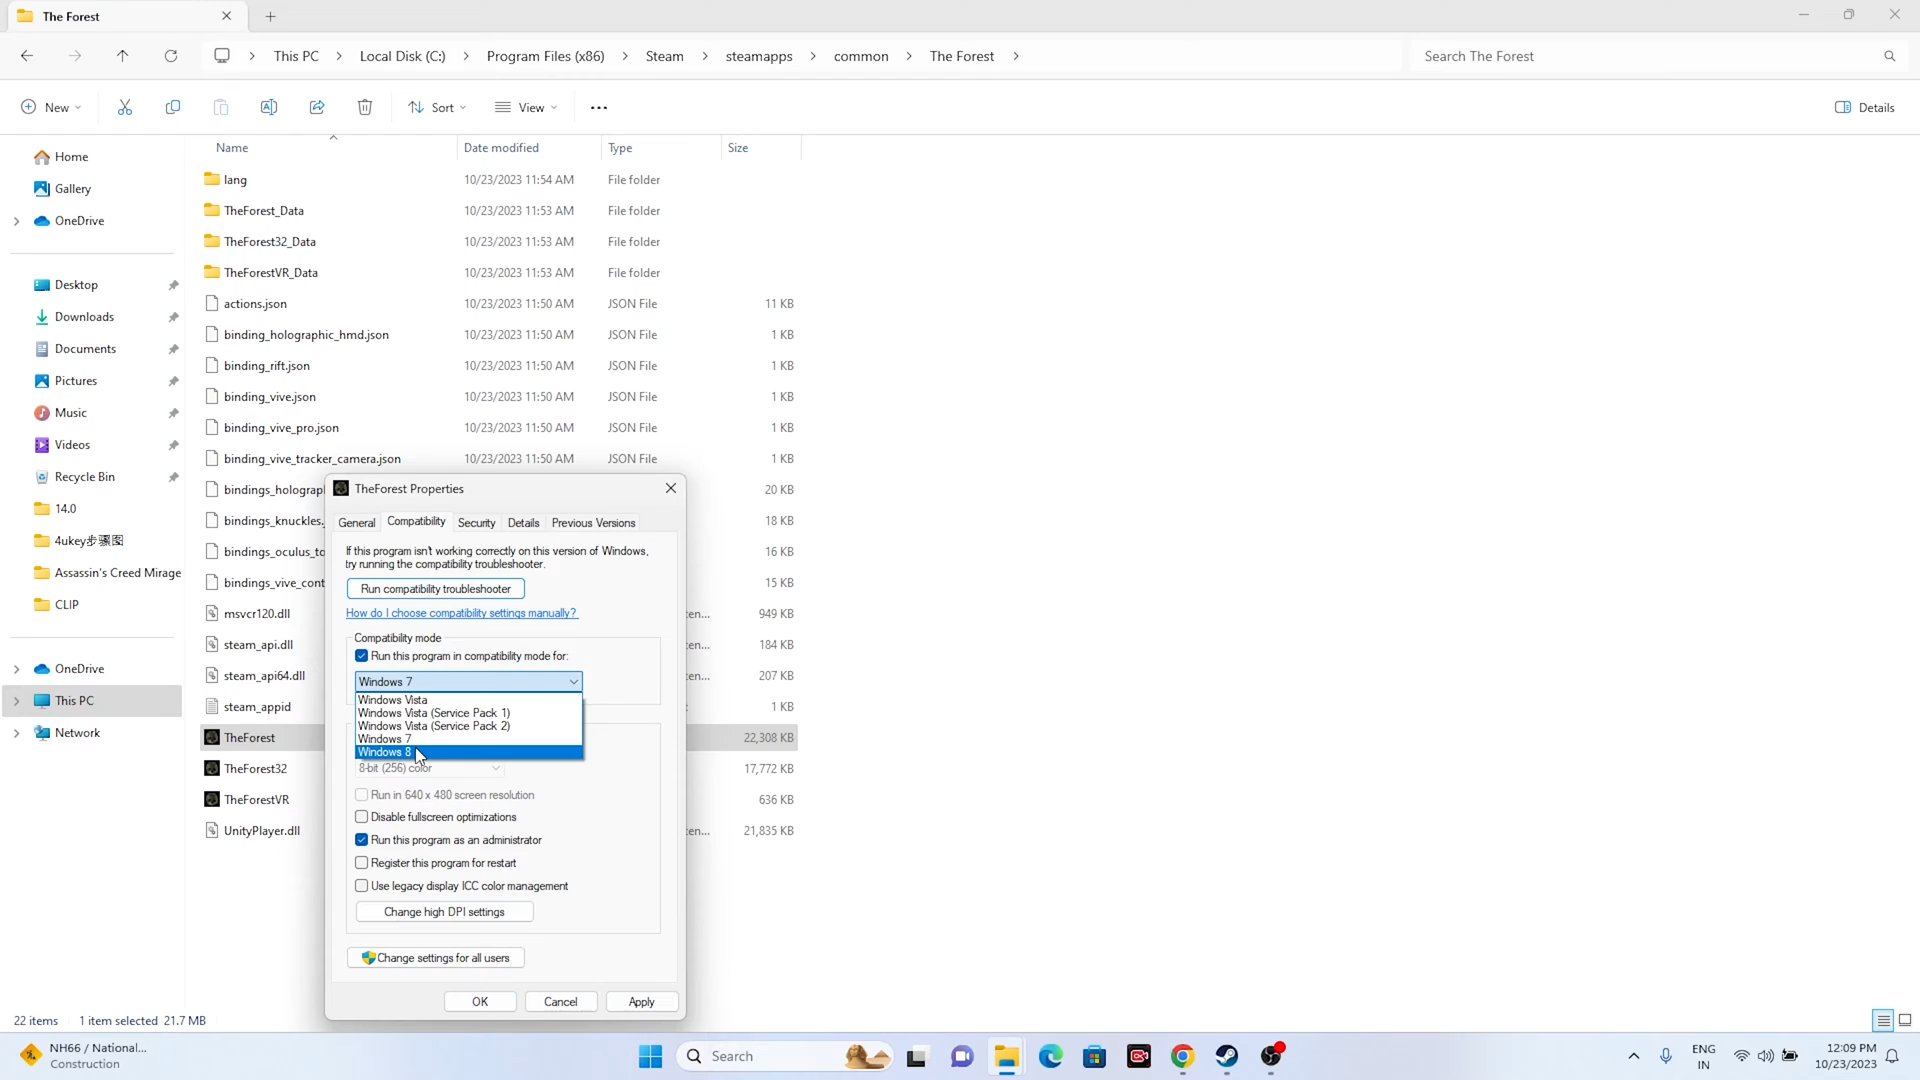 The Forest
This PC
Local Disk (C:)
Program Files (x86)
Steam
steamapps
common
The Forest
Search The Forest
New
Sort
View
Details
Name
Date modified
Type
Size
Home
Gallery
OneDrive
Desktop
Downloads
Documents
Pictures
Music
Videos
Recycle Bin
14.0
4ukey步骤图
Assassin's Creed Mirage
CLIP
OneDrive
This PC
Network
lang 10/23/2023 11:54 AM File folder
TheForest_Data 10/23/2023 11:53 AM File folder
TheForest32_Data 10/23/2023 11:53 AM File folder
TheForestVR_Data 10/23/2023 11:53 AM File folder
actions.json 10/23/2023 11:50 AM JSON File 11 KB
binding_holographic_hmd.json 10/23/2023 11:50 AM JSON File 1 KB
binding_rift.json 10/23/2023 11:50 AM JSON File 1 KB
binding_vive.json 10/23/2023 11:50 AM JSON File 1 KB
binding_vive_pro.json 10/23/2023 11:50 AM JSON File 1 KB
binding_vive_tracker_camera.json 10/23/2023 11:50 AM JSON File 1 KB
bindings_holograp 20 KB
bindings_knuckles. 18 KB
bindings_oculus_to 16 KB
bindings_vive_cont 15 KB
msvcr120.dll ten... 949 KB
steam_api.dll ten... 184 KB
steam_api64.dll ten... 207 KB
steam_appid 1 KB
TheForest 22,308 KB
TheForest32 17,772 KB
TheForestVR 636 KB
UnityPlayer.dll ten... 21,835 KB
TheForest Properties
General
Compatibility
Security
Details
Previous Versions
If this program isn't working correctly on this version of Windows,
try running the compatibility troubleshooter.
Run compatibility troubleshooter
How do I choose compatibility settings manually?
Compatibility mode
Run this program in compatibility mode for:
Windows 7
Windows Vista
Windows Vista (Service Pack 1)
Windows Vista (Service Pack 2)
Windows 7
Windows 8
8-bit (256) color
Run in 640 x 480 screen resolution
Disable fullscreen optimizations
Run this program as an administrator
Register this program for restart
Use legacy display ICC color management
Change high DPI settings
Change settings for all users
OK
Cancel
Apply
22 items
1 item selected 21.7 MB
NH66 / National...
Construction
Search
ENG
IN
12:09 PM
10/23/2023